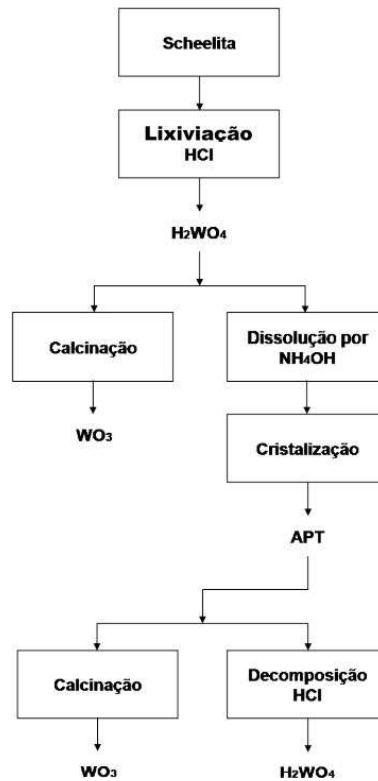 Scheelita
Lixiviação
HCl
H₂WO₄
Calcinação
Dissolução por
NH₄OH
WO₃
Cristalização
APT
Calcinação
Decomposição
HCl
WO₃
H₂WO₄